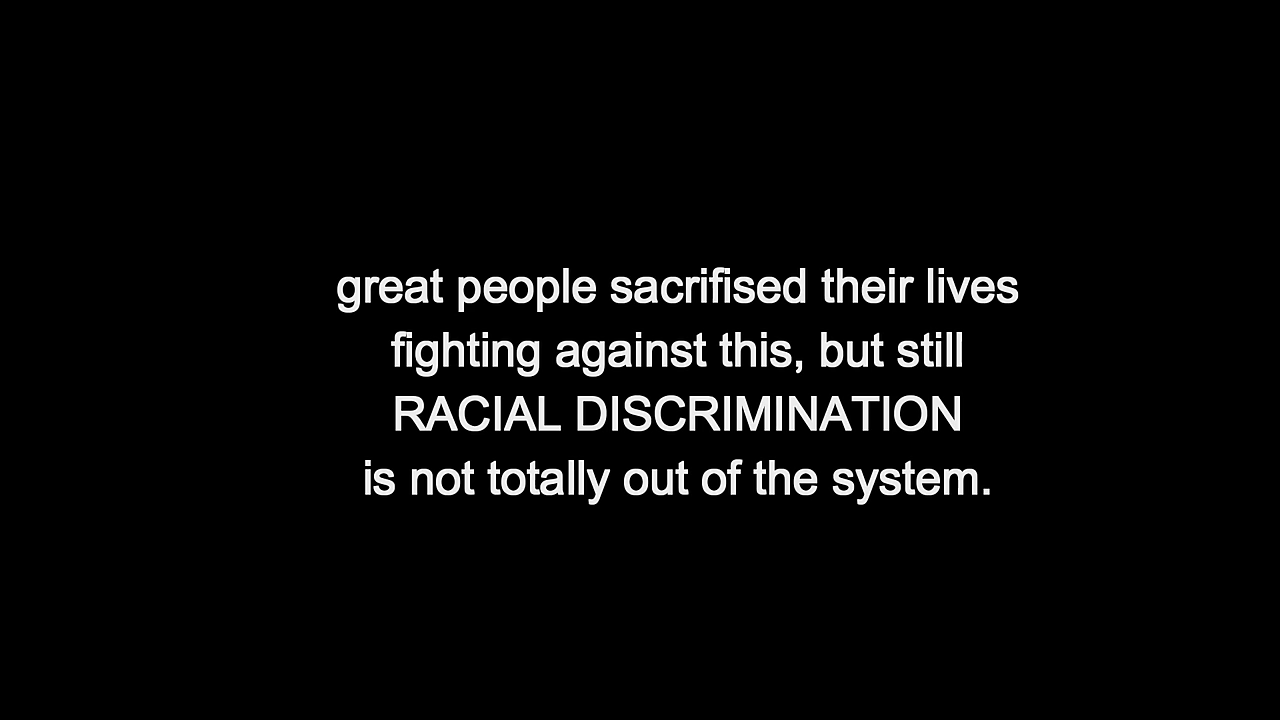 great people sacrifised their lives
fighting against this, but still
RACIAL DISCRIMINATION
is not totally out of the system.